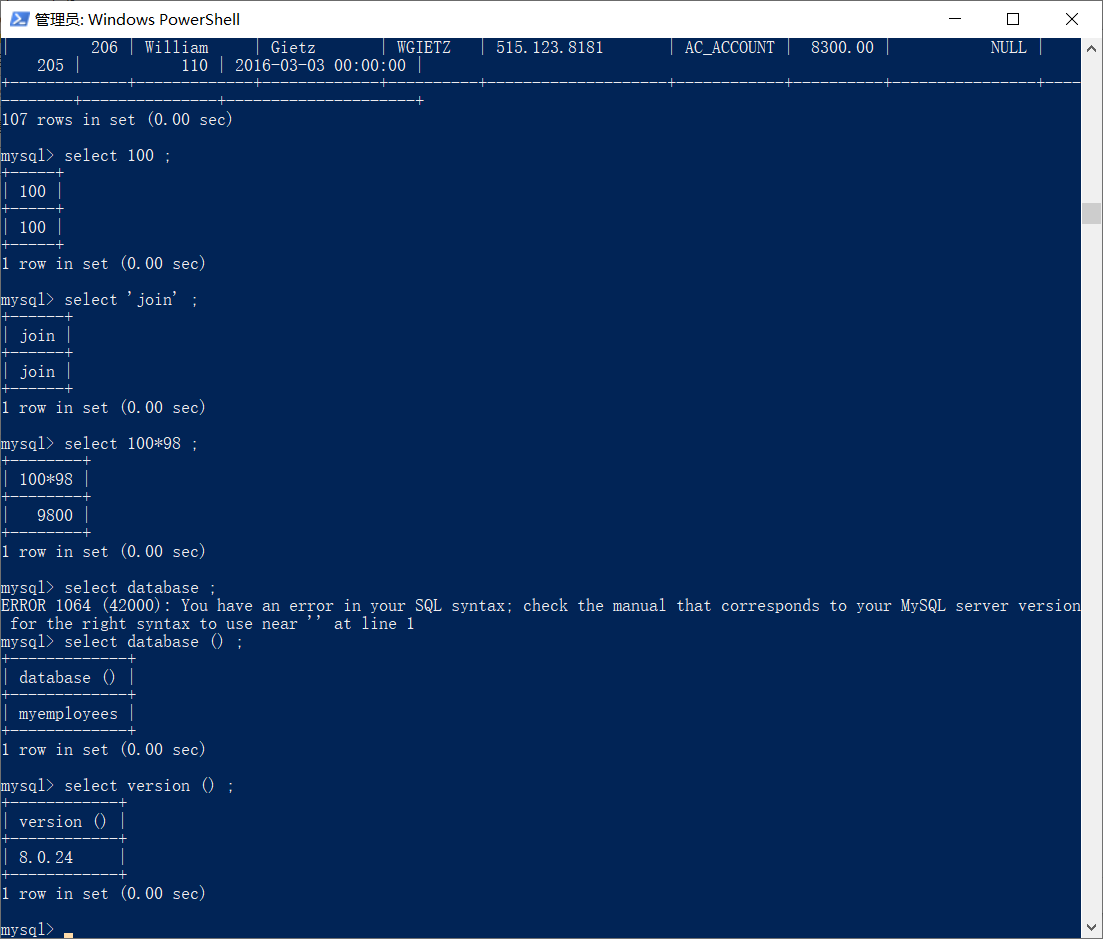 管理员: Windows PowerShell
|         206 | William    | Gietz       | WGIETZ   | 515.123.8181       | AC_ACCOUNT |  8300.00 |           NULL |
    205 |           110 | 2016-03-03 00:00:00 |
+-------------+------------+-------------+----------+--------------------+------------+----------+----------------+----
--------+---------------+---------------------+
107 rows in set (0.00 sec)
mysql> select 100 ;
+-----+
| 100 |
+-----+
| 100 |
+-----+
1 row in set (0.00 sec)
mysql> select 'join' ;
+------+
| join |
+------+
| join |
+------+
1 row in set (0.00 sec)
mysql> select 100*98 ;
+--------+
| 100*98 |
+--------+
|   9800 |
+--------+
1 row in set (0.00 sec)
mysql> select database ;
ERROR 1064 (42000): You have an error in your SQL syntax; check the manual that corresponds to your MySQL server version
 for the right syntax to use near '' at line 1
mysql> select database () ;
+-------------+
| database () |
+-------------+
| myemployees |
+-------------+
1 row in set (0.00 sec)
mysql> select version () ;
+------------+
| version () |
+------------+
| 8.0.24     |
+------------+
1 row in set (0.00 sec)
mysql>